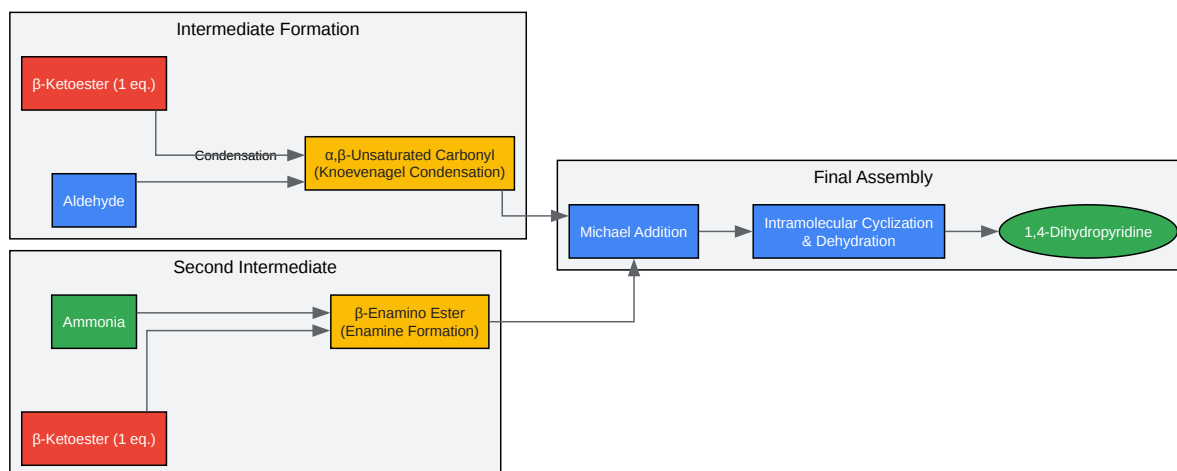 Intermediate Formation
β-Ketoester (1 eq.)
Condensation
α,β-Unsaturated Carbonyl
(Knoevenagel Condensation)
Aldehyde
Second Intermediate
Ammonia
β-Enamino Ester
(Enamine Formation)
β-Ketoester (1 eq.)
Final Assembly
Michael Addition
Intramolecular Cyclization
& Dehydration
1,4-Dihydropyridine